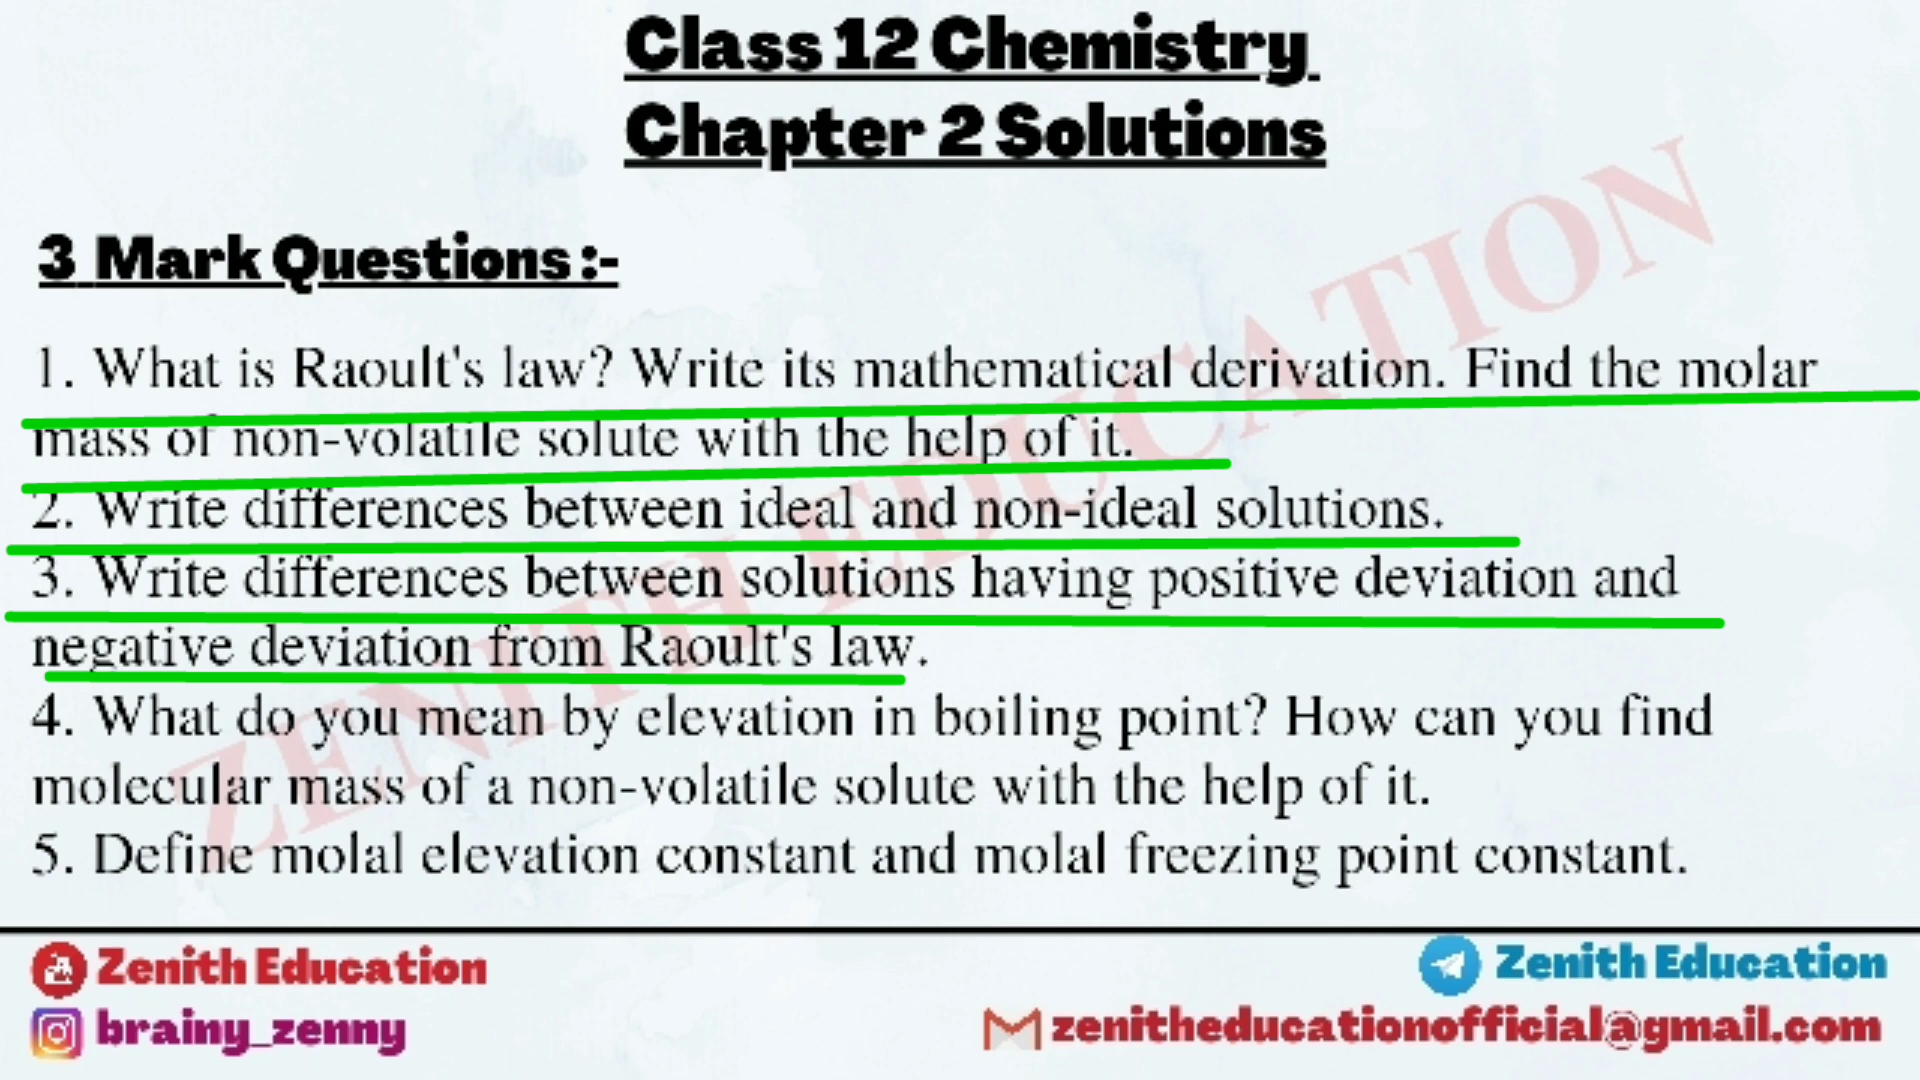 Class 12 Chemistry
Chapter 2 Solutions
3 Mark Questions :-
1. What is Raoult's law? Write its mathematical derivation. Find the molar
mass of non-volatile solute with the help of it.
2. Write differences between ideal and non-ideal solutions.
3. Write differences between solutions having positive deviation and
negative deviation from Raoult's law.
4. What do you mean by elevation in boiling point? How can you find
molecular mass of a non-volatile solute with the help of it.
5. Define molal elevation constant and molal freezing point constant.
ZENITH EDUCATION
Zenith Education
Zenith Education
brainy_zenny
zenitheducationofficial@gmail.com